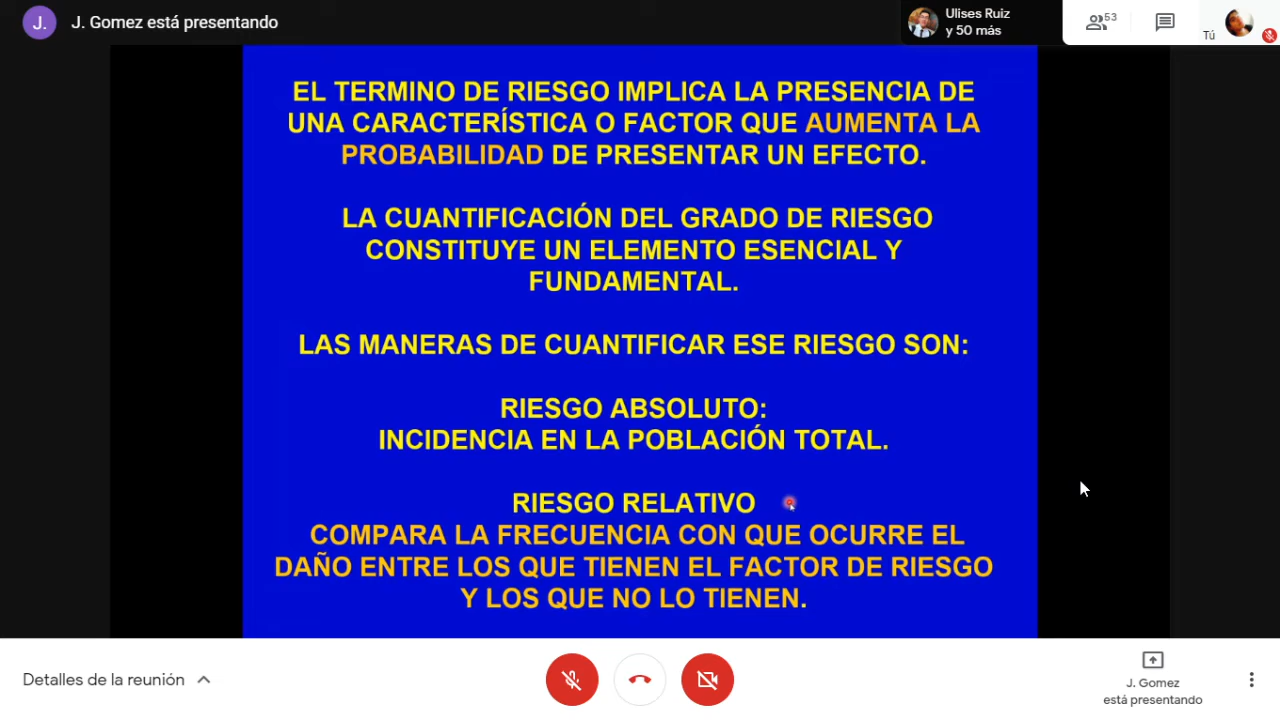 J.
J. Gomez está presentando
Ulises Ruiz
y 50 más
53
Tú
EL TERMINO DE RIESGO IMPLICA LA PRESENCIA DE
UNA CARACTERÍSTICA O FACTOR QUE AUMENTA LA
PROBABILIDAD DE PRESENTAR UN EFECTO.
LA CUANTIFICACIÓN DEL GRADO DE RIESGO
CONSTITUYE UN ELEMENTO ESENCIAL Y
FUNDAMENTAL.
LAS MANERAS DE CUANTIFICAR ESE RIESGO SON:
RIESGO ABSOLUTO:
INCIDENCIA EN LA POBLACIÓN TOTAL.
RIESGO RELATIVO
COMPARA LA FRECUENCIA CON QUE OCURRE EL
DAÑO ENTRE LOS QUE TIENEN EL FACTOR DE RIESGO
Y LOS QUE NO LO TIENEN.
Detalles de la reunión
J. Gomez
está presentando